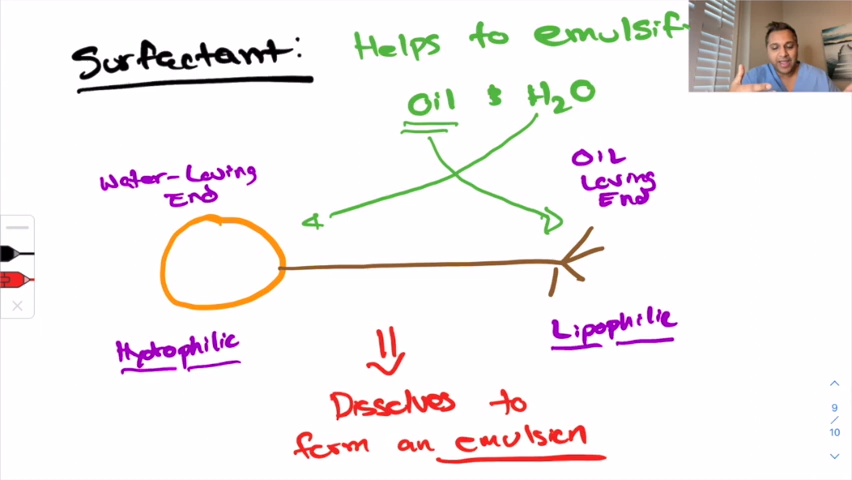 Surfactant:
Helps to emulsif
Oil & H₂O
Water-Loving
End
OIL
Loving
End
Hydrophilic
Lipophilic
Dissolves to
form an emulsion
9
/
10